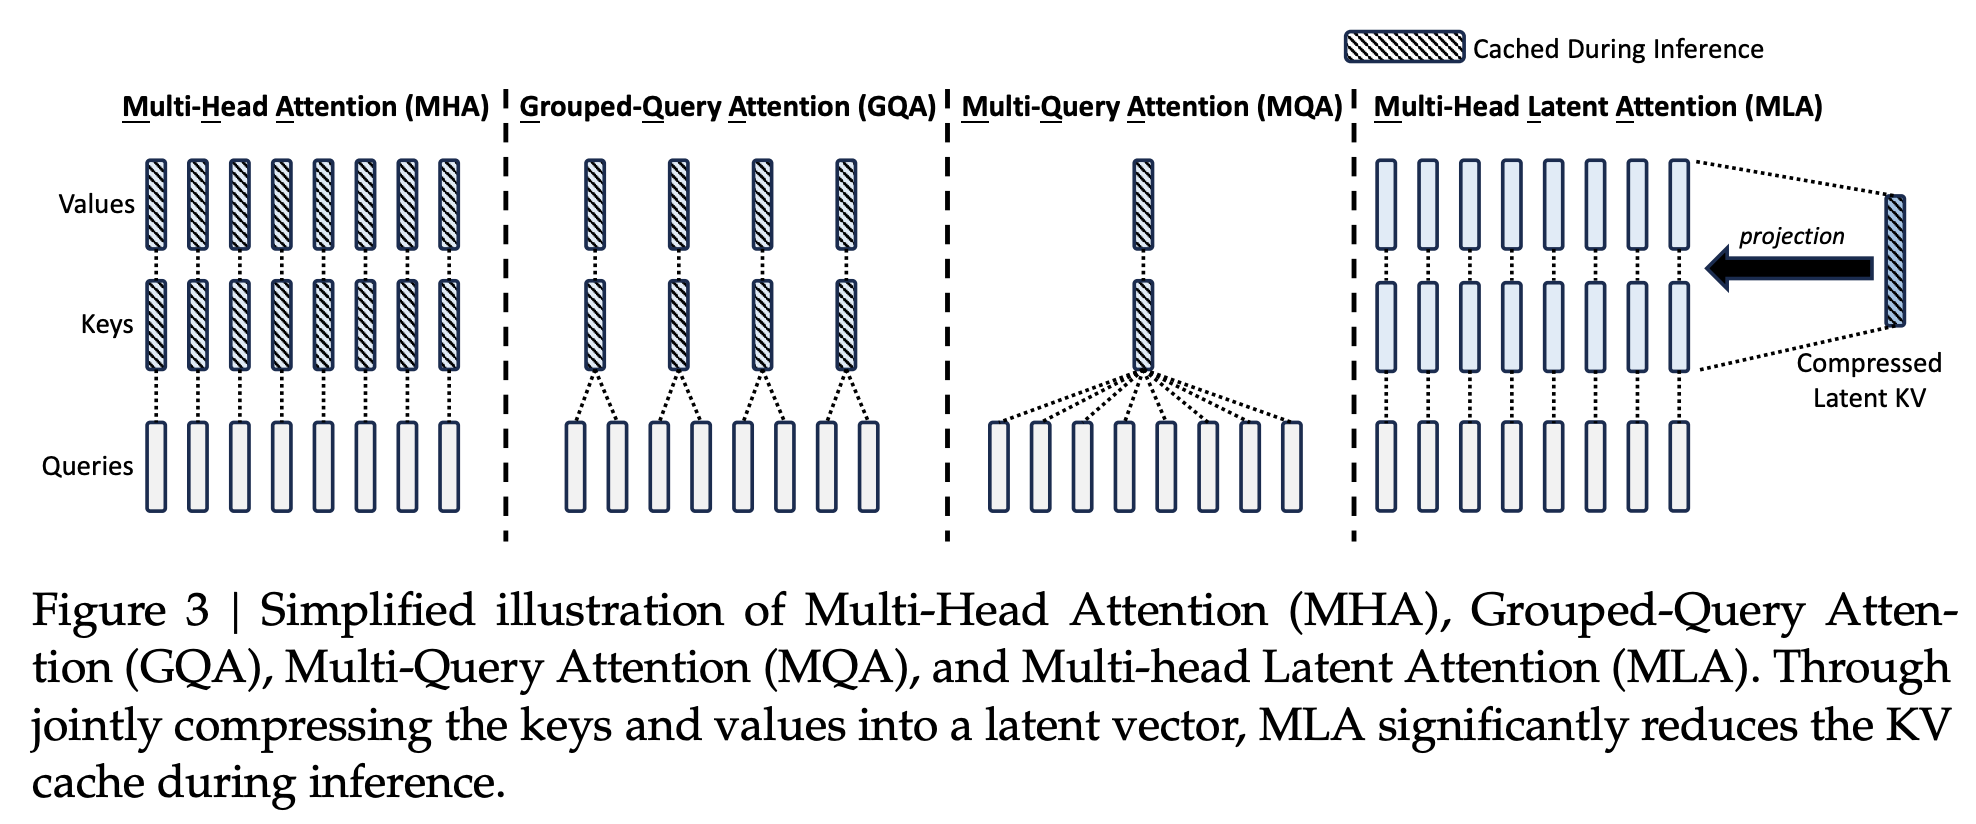 Cached During Inference
Multi-Head Attention (MHA)
Grouped-Query Attention (GQA)
Multi-Query Attention (MQA)
Multi-Head Latent Attention (MLA)
Values
Keys
Queries
projection
Compressed
Latent KV
Figure 3 | Simplified illustration of Multi-Head Attention (MHA), Grouped-Query Atten-
tion (GQA), Multi-Query Attention (MQA), and Multi-head Latent Attention (MLA). Through
jointly compressing the keys and values into a latent vector, MLA significantly reduces the KV
cache during inference.